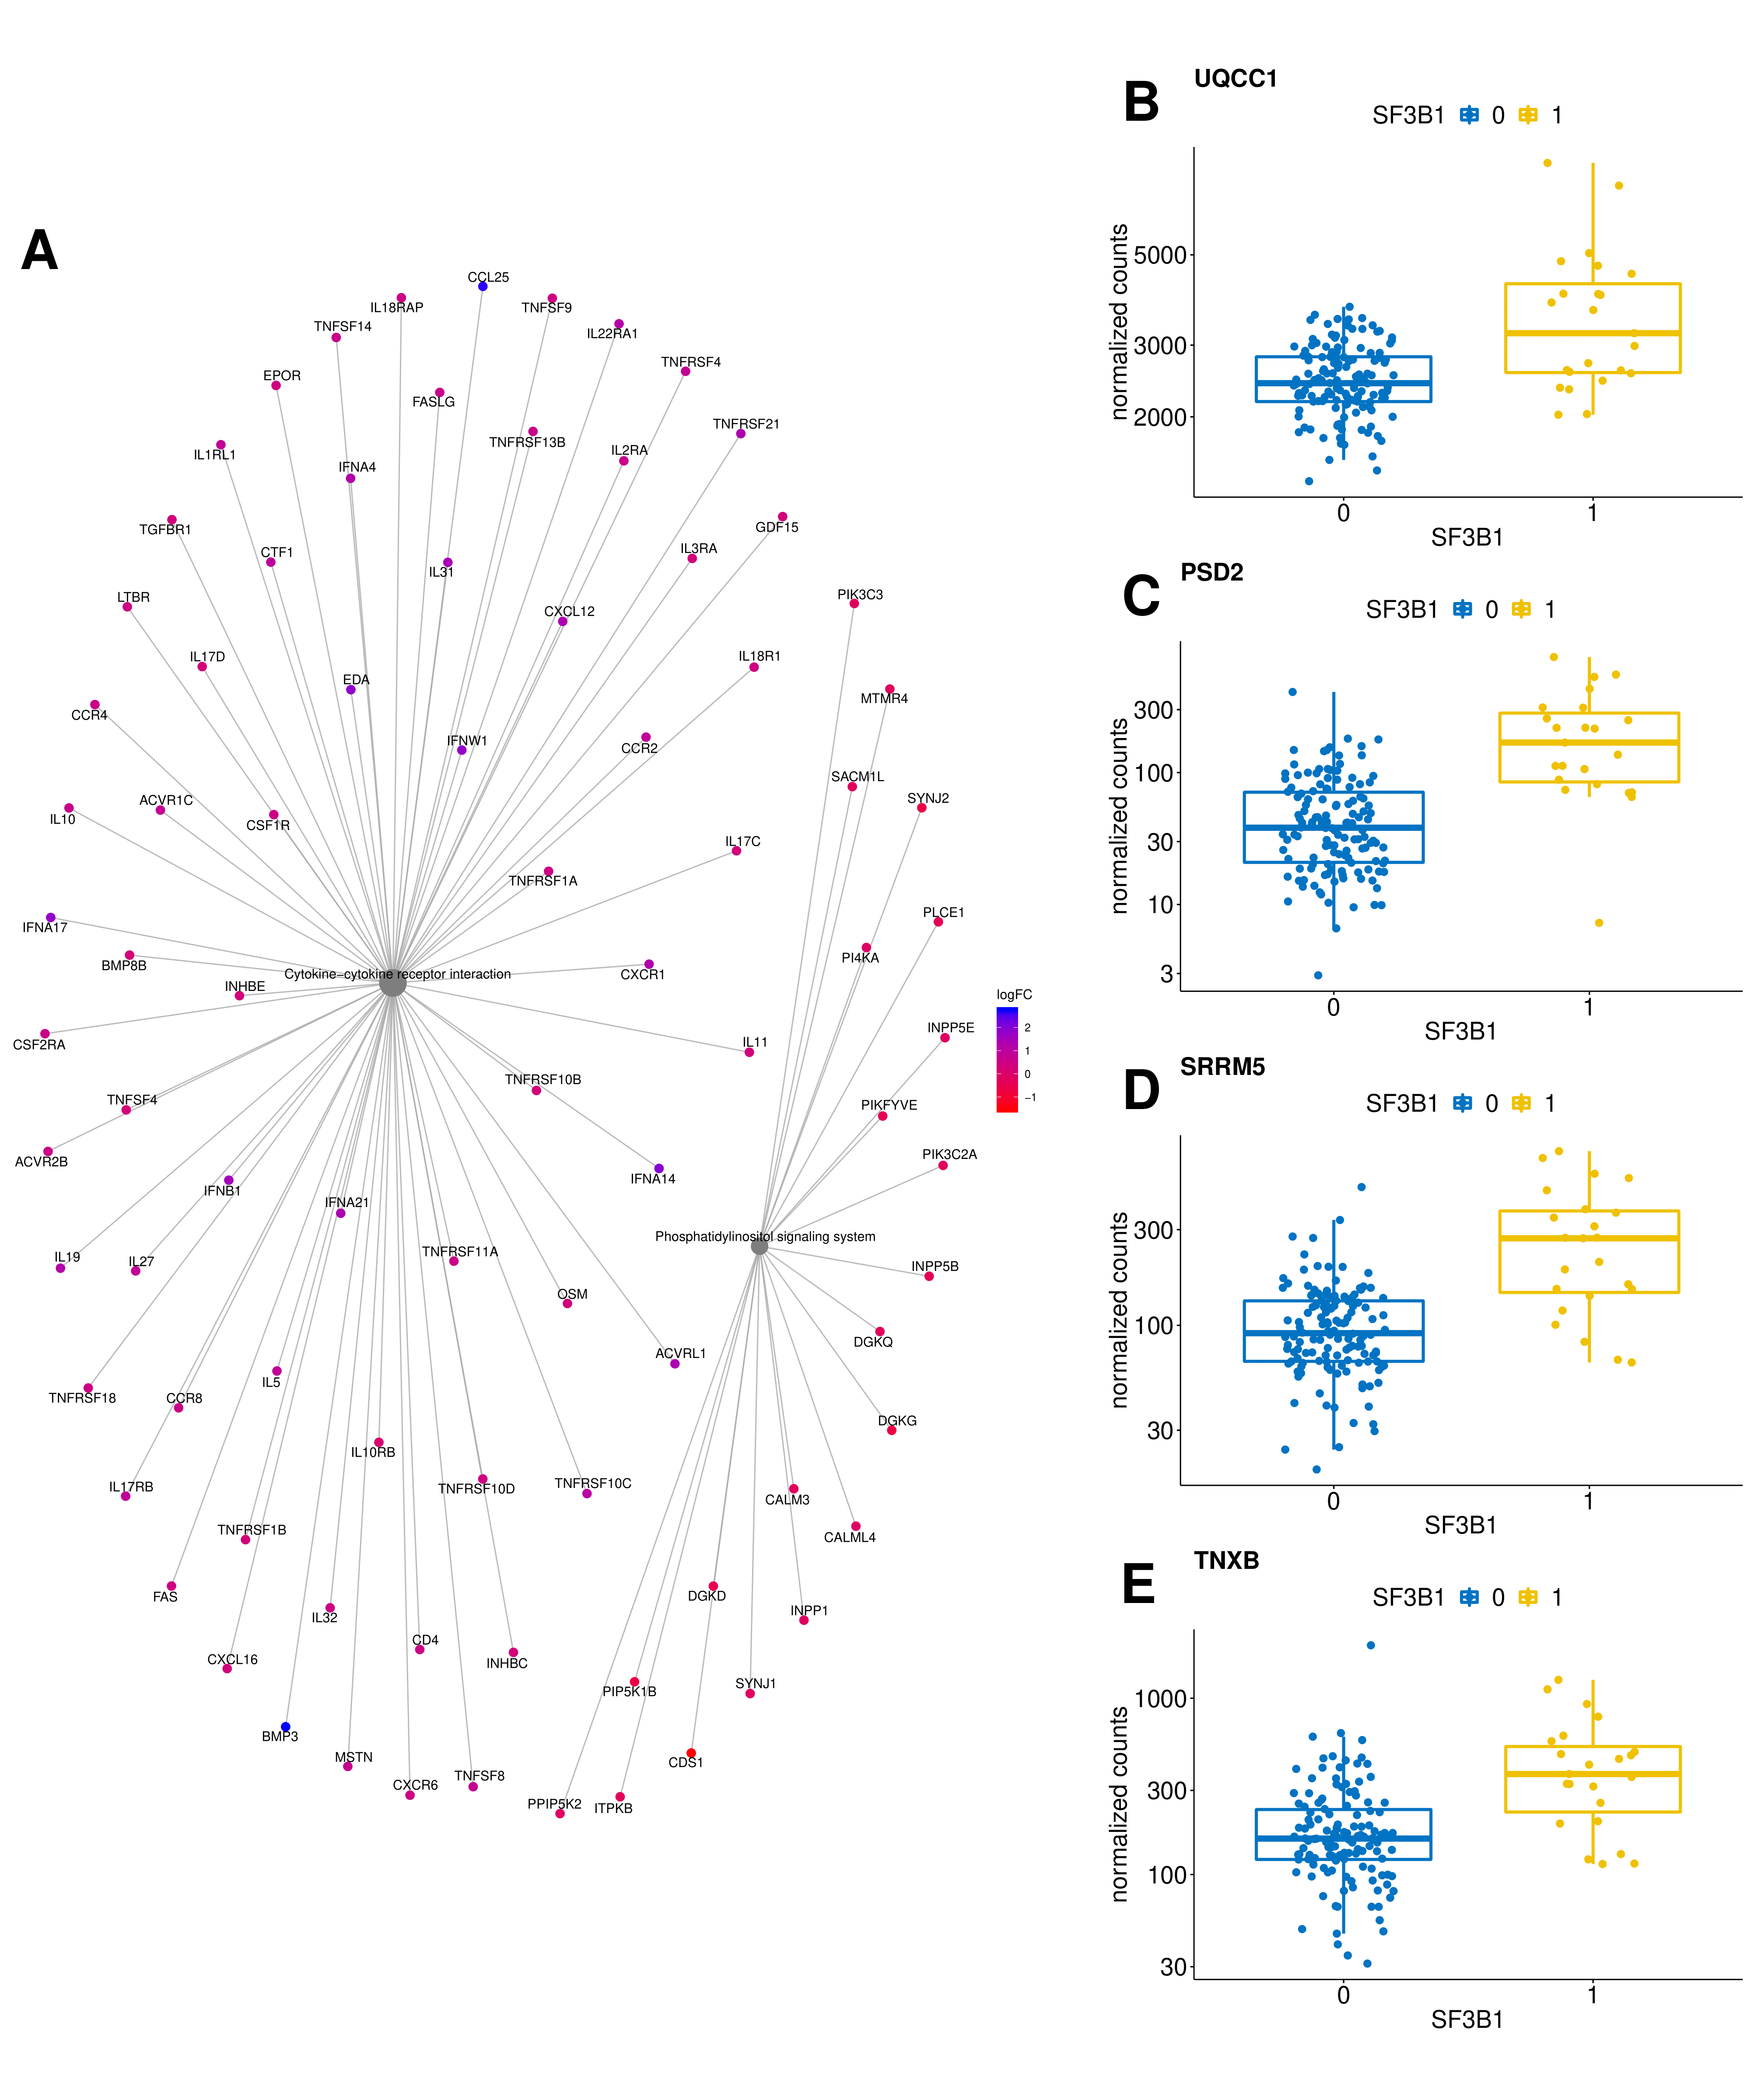 A
CCL25
IL18RAP
TNFSF9
TNFSF14
IL22RA1
TNFRSF4
EPOR
FASLG
TNFRSF21
TNFRSF13B
IL1RL1
IL2RA
IFNA4
TGFBR1
GDF15
CTF1
IL3RA
IL31
LTBR
CXCL12
PIK3C3
IL17D
IL18R1
EDA
MTMR4
CCR4
IFNW1
CCR2
SACM1L
ACVR1C
SYNJ2
IL10
CSF1R
IL17C
TNFRSF1A
PLCE1
IFNA17
PI4KA
BMP8B
Cytokine−cytokine receptor interaction
CXCR1
INHBE
logFC
2
1
0
−1
CSF2RA
INPP5E
IL11
TNFRSF10B
TNFSF4
PIKFYVE
ACVR2B
PIK3C2A
IFNB1
IFNA14
IFNA21
Phosphatidylinositol signaling system
TNFRSF11A
IL19
IL27
INPP5B
OSM
DGKQ
ACVRL1
IL5
TNFRSF18
CCR8
DGKG
IL10RB
IL17RB
TNFRSF10D
TNFRSF10C
CALM3
TNFRSF1B
CALML4
FAS
DGKD
IL32
INPP1
CD4
CXCL16
INHBC
PIP5K1B
SYNJ1
BMP3
MSTN
CDS1
CXCR6
TNFSF8
PPIP5K2
ITPKB
B
UQCC1
SF3B1 0 1
normalized counts
5000
3000
2000
0 1
SF3B1
C
PSD2
SF3B1 0 1
normalized counts
300
100
30
10
3
0 1
SF3B1
D
SRRM5
SF3B1 0 1
normalized counts
300
100
30
0 1
SF3B1
E
TNXB
SF3B1 0 1
normalized counts
1000
300
100
30
0 1
SF3B1